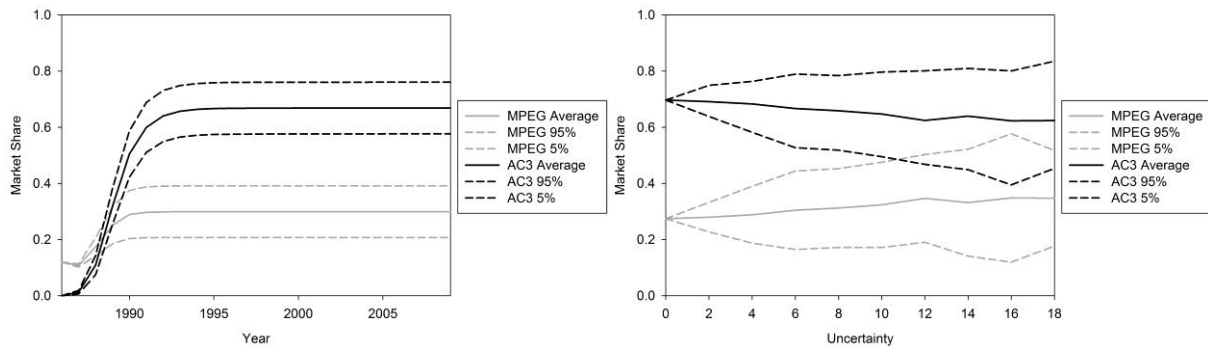 1.0
0.8
0.6
0.4
0.2
0.0
Market Share
1990 1995 2000 2005
Year
MPEG Average
MPEG 95%
MPEG 5%
AC3 Average
AC3 95%
AC3 5%
1.0
0.8
0.6
0.4
0.2
0.0
Market Share
0 2 4 6 8 10 12 14 16 18
Uncertainty
MPEG Average
MPEG 95%
MPEG 5%
AC3 Average
AC3 95%
AC3 5%